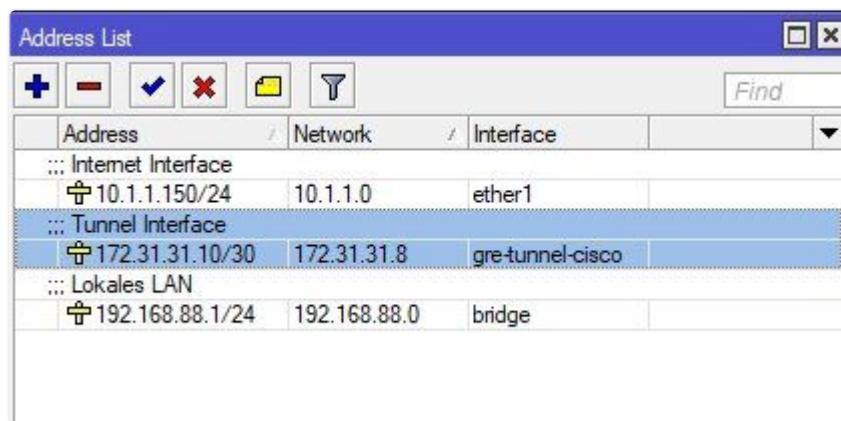 Address List
Find
Address Network Interface
;;; Internet Interface
10.1.1.150/24 10.1.1.0 ether1
;;; Tunnel Interface
172.31.31.10/30 172.31.31.8 gre-tunnel-cisco
;;; Lokales LAN
192.168.88.1/24 192.168.88.0 bridge